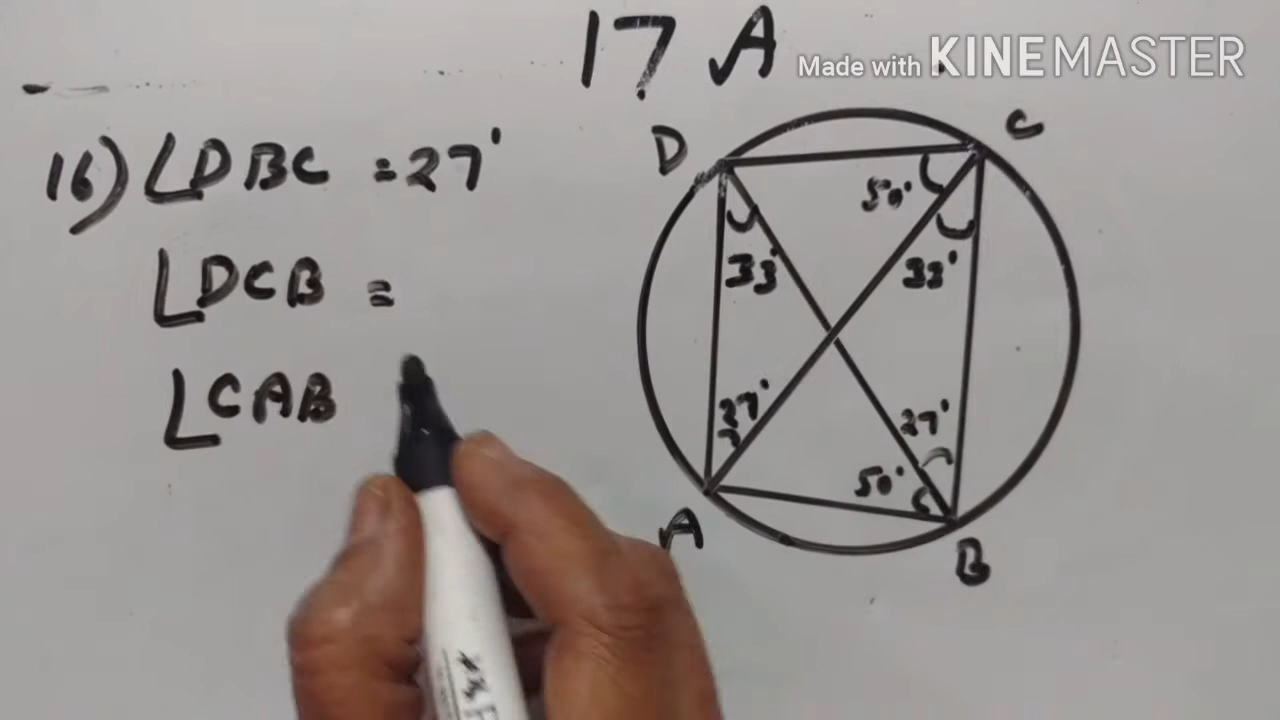 17 A
Made with KINEMASTER
16) ∠DBC = 27°
∠DCB =
∠CAB
D
C
50°
33°
33°
27°
27°
50°
A
B